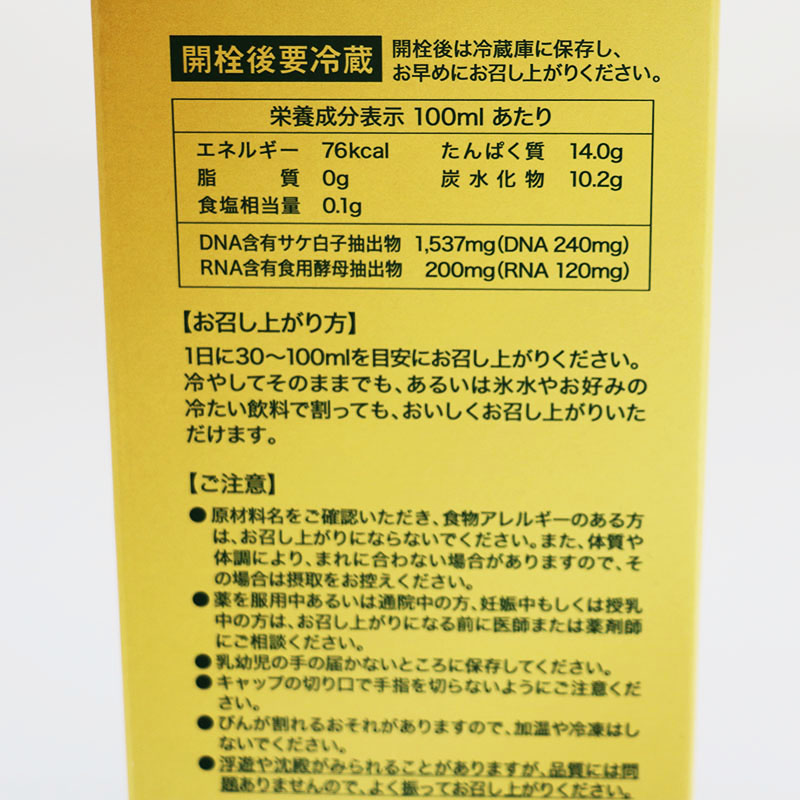 開栓後要冷蔵 開栓後は冷蔵庫に保存し、
お早めにお召し上がりください。
栄養成分表示 100ml あたり
エネルギー 76kcal たんぱく質 14.0g
脂質 0g 炭水化物 10.2g
食塩相当量 0.1g
DNA含有サケ白子抽出物 1,537mg(DNA 240mg)
RNA含有食用酵母抽出物 200mg(RNA 120mg)
【お召し上がり方】
1日に30〜100mlを目安にお召し上がりください。
冷やしてそのままでも、あるいは氷水やお好みの
冷たい飲料で割っても、おいしくお召し上がりいた
だけます。
【ご注意】
●原材料名をご確認いただき、食物アレルギーのある方
は、お召し上がりにならないでください。また、体質や
体調により、まれに合わない場合がありますので、そ
の場合は摂取をお控えください。
●薬を服用中あるいは通院中の方、妊娠中もしくは授乳
中の方は、お召し上がりになる前に医師または薬剤師
にご相談ください。
●乳幼児の手の届かないところに保存してください。
●キャップの切り口で手指を切らないようにご注意くだ
さい。
●びんが割れるおそれがありますので、加温や冷凍はし
ないでください。
●浮遊や沈殿がみられることがありますが、品質には問
題ありませんので、よく振ってお召し上がりください。